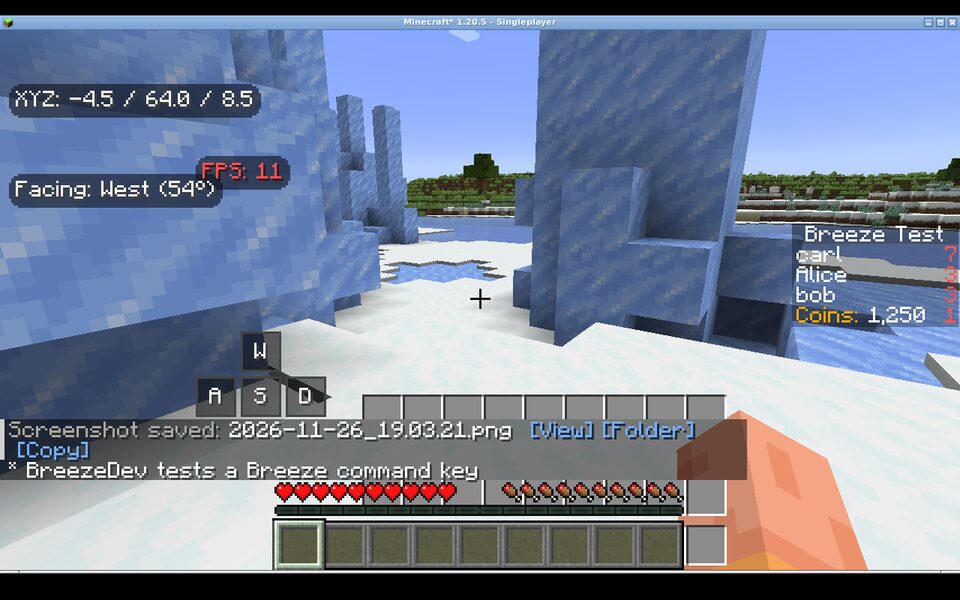 Minecraft* 1.20.5 - Singleplayer
XYZ: -4.5 / 64.0 / 8.5
FPS: 11
Facing: West (54°)
Breeze Test
carl 7
Alice 3
bob 3
Coins: 1,250 1
W
A S D
Screenshot saved: 2026-11-26_19.03.21.png [View] [Folder]
[Copy]
* BreezeDev tests a Breeze command key